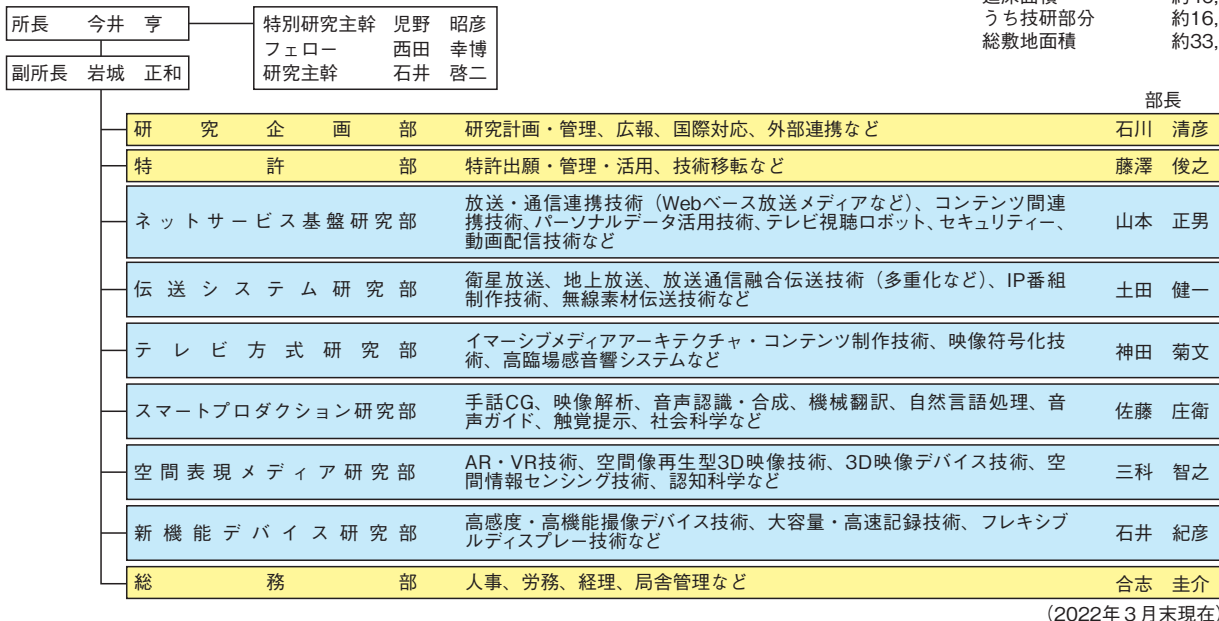 所長 今井 亨
特別研究主幹 児野 昭彦
フェロー 西田 幸博
研究主幹 石井 啓二
副所長 岩城 正和
うち技研部分 約16,
総敷地面積 約33,
部長
研究企画部 研究計画・管理、広報、国際対応、外部連携など 石川 清彦
特許部 特許出願・管理・活用、技術移転など 藤澤 俊之
ネットサービス基盤研究部 放送・通信連携技術（Webベース放送メディアなど）、コンテンツ間連
携技術、パーソナルデータ活用技術、テレビ視聴ロボット、セキュリティー、
動画配信技術など 山本 正男
伝送システム研究部 衛星放送、地上放送、放送通信融合伝送技術（多重化など）、IP番組
制作技術、無線素材伝送技術など 土田 健一
テレビ方式研究部 イマーシブメディアアーキテクチャ・コンテンツ制作技術、映像符号化技
術、高臨場感音響システムなど 神田 菊文
スマートプロダクション研究部 手話CG、映像解析、音声認識・合成、機械翻訳、自然言語処理、音
声ガイド、触覚提示、社会科学など 佐藤 庄衛
空間表現メディア研究部 AR・VR技術、空間像再生型3D映像技術、3D映像デバイス技術、空
間情報センシング技術、認知科学など 三科 智之
新機能デバイス研究部 高感度・高機能撮像デバイス技術、大容量・高速記録技術、フレキシブ
ルディスプレー技術など 石井 紀彦
総務部 人事、労務、経理、局舎管理など 合志 圭介
（2022年3月末現在）